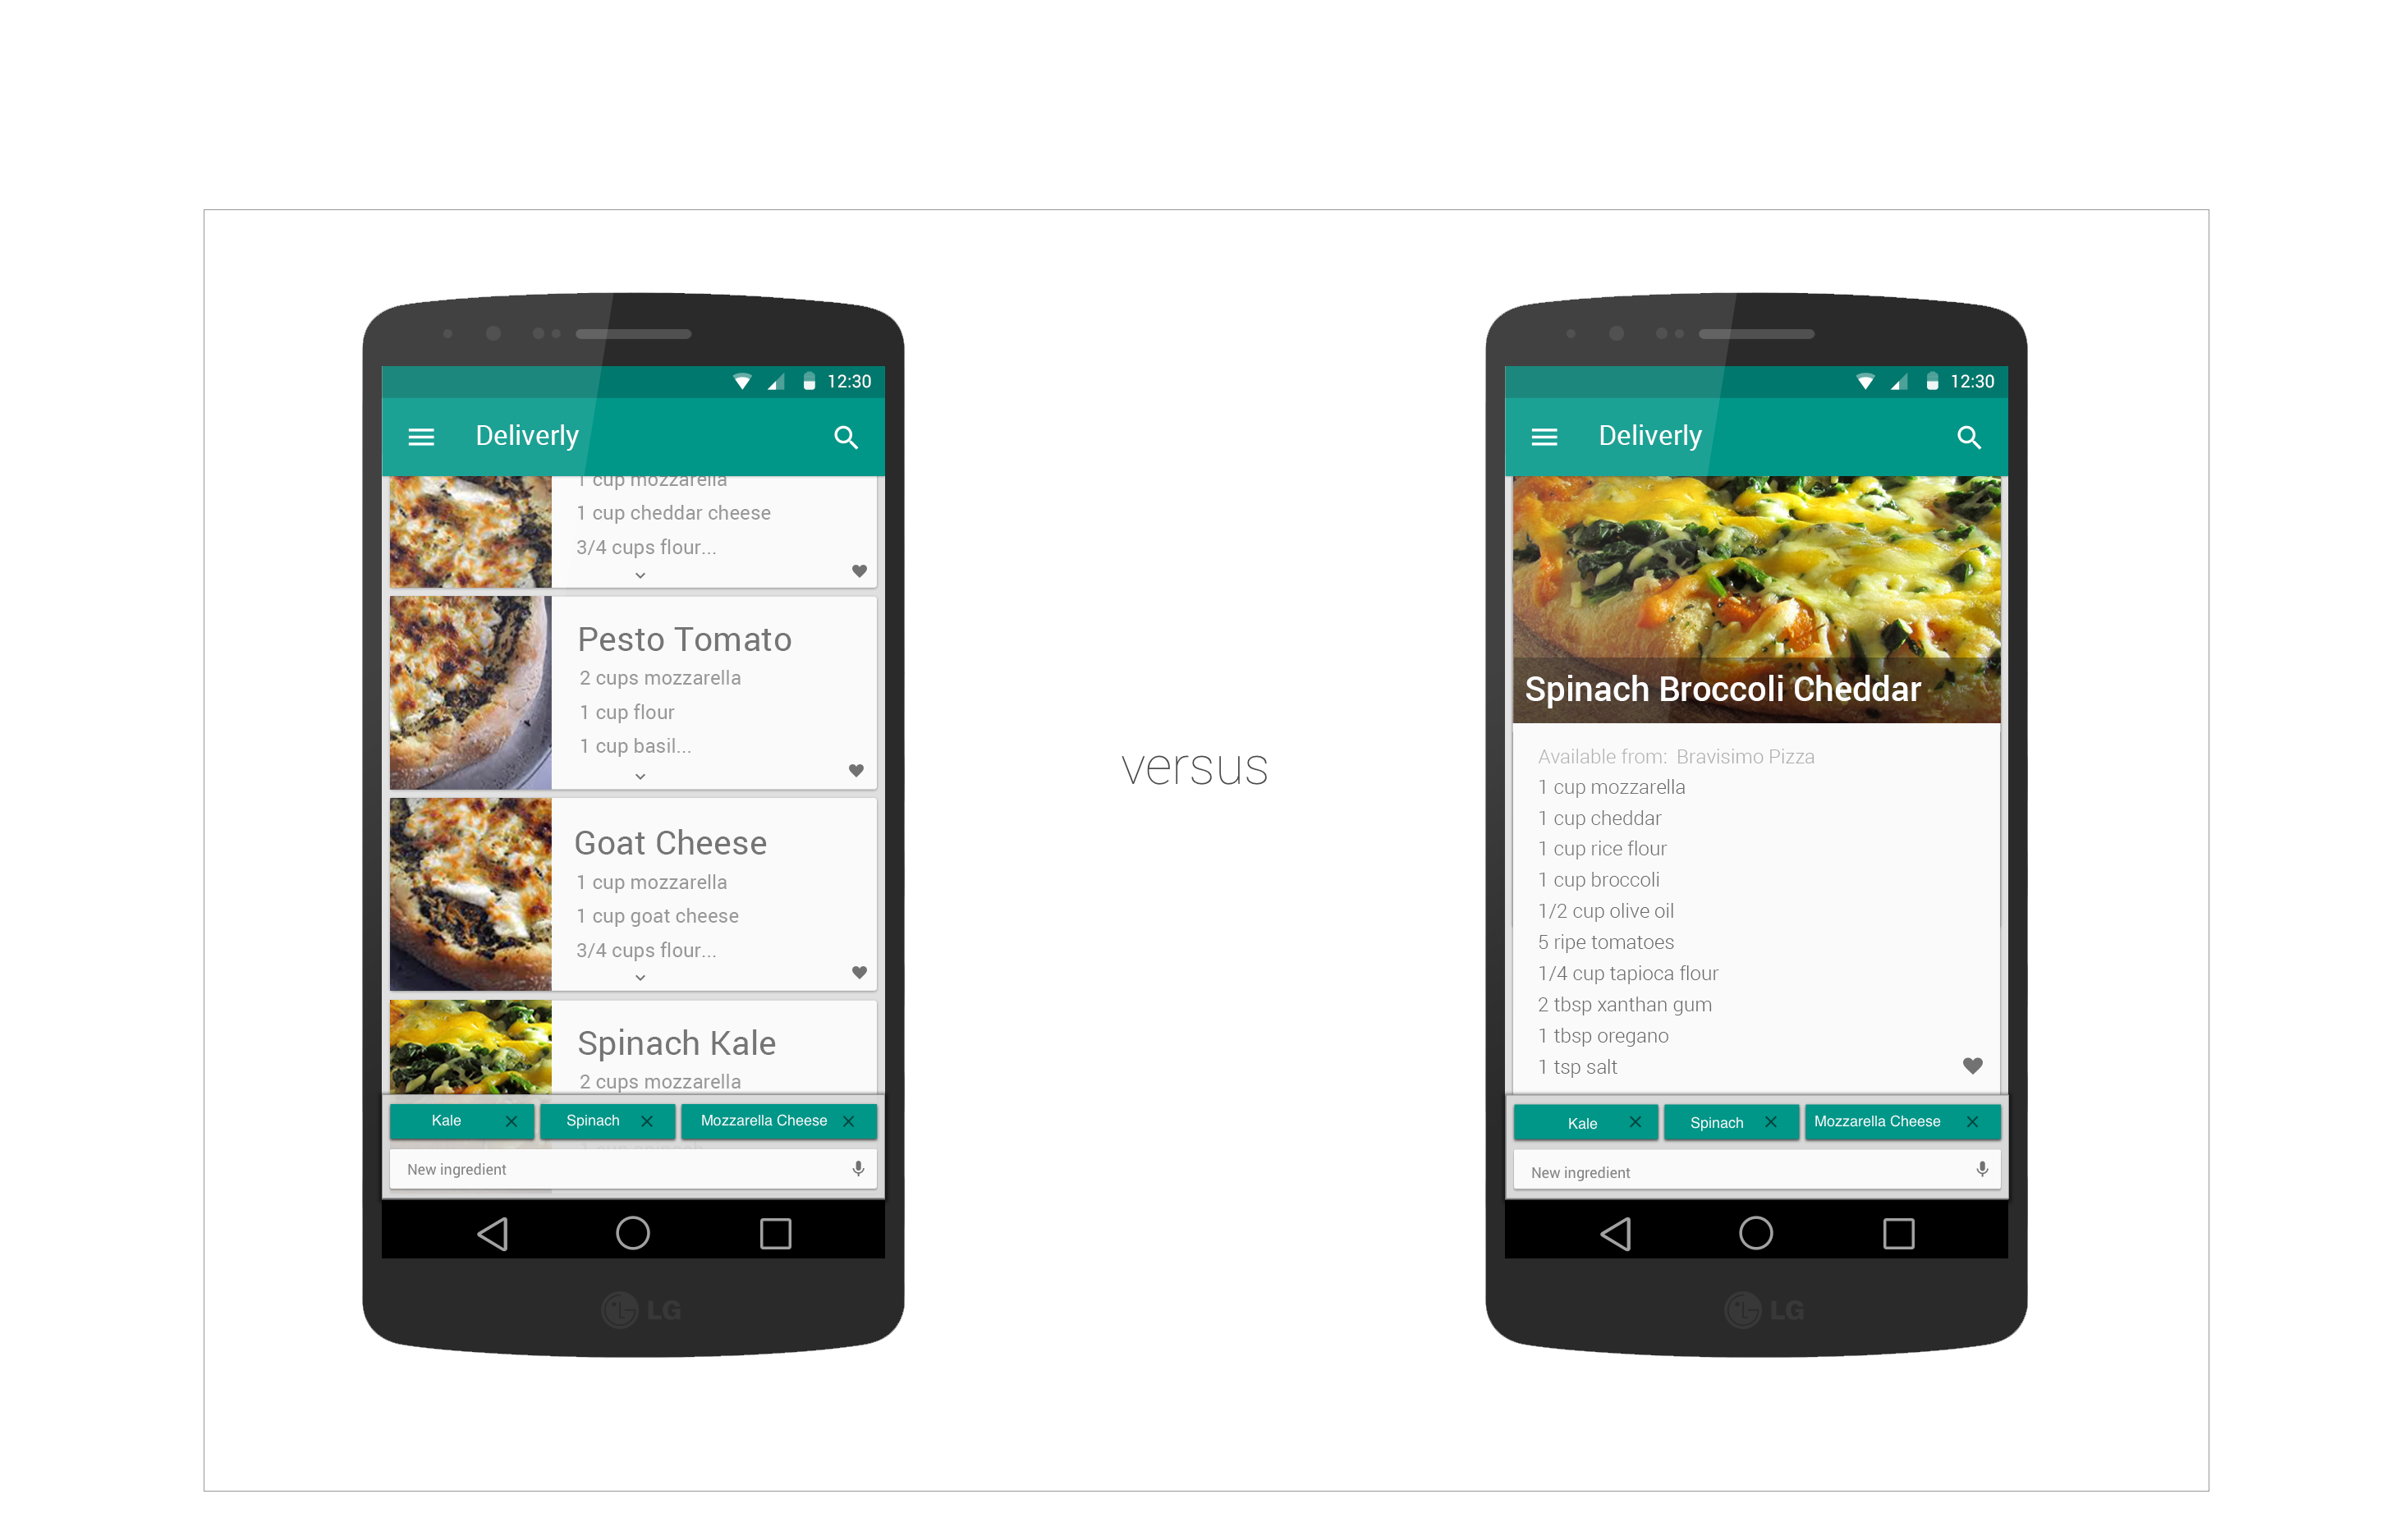 12:30
Deliverly
1 cup mozzarella
1 cup cheddar cheese
3/4 cups flour...
Pesto Tomato
2 cups mozzarella
1 cup flour
1 cup basil...
Goat Cheese
1 cup mozzarella
1 cup goat cheese
3/4 cups flour...
Spinach Kale
2 cups mozzarella
Kale
Spinach
Mozzarella Cheese
1 cup spinach
New ingredient
LG
versus
12:30
Deliverly
Spinach Broccoli Cheddar
Available from: Bravisimo Pizza
1 cup mozzarella
1 cup cheddar
1 cup rice flour
1 cup broccoli
1/2 cup olive oil
5 ripe tomatoes
1/4 cup tapioca flour
2 tbsp xanthan gum
1 tbsp oregano
1 tsp salt
Kale
Spinach
Mozzarella Cheese
New ingredient
LG